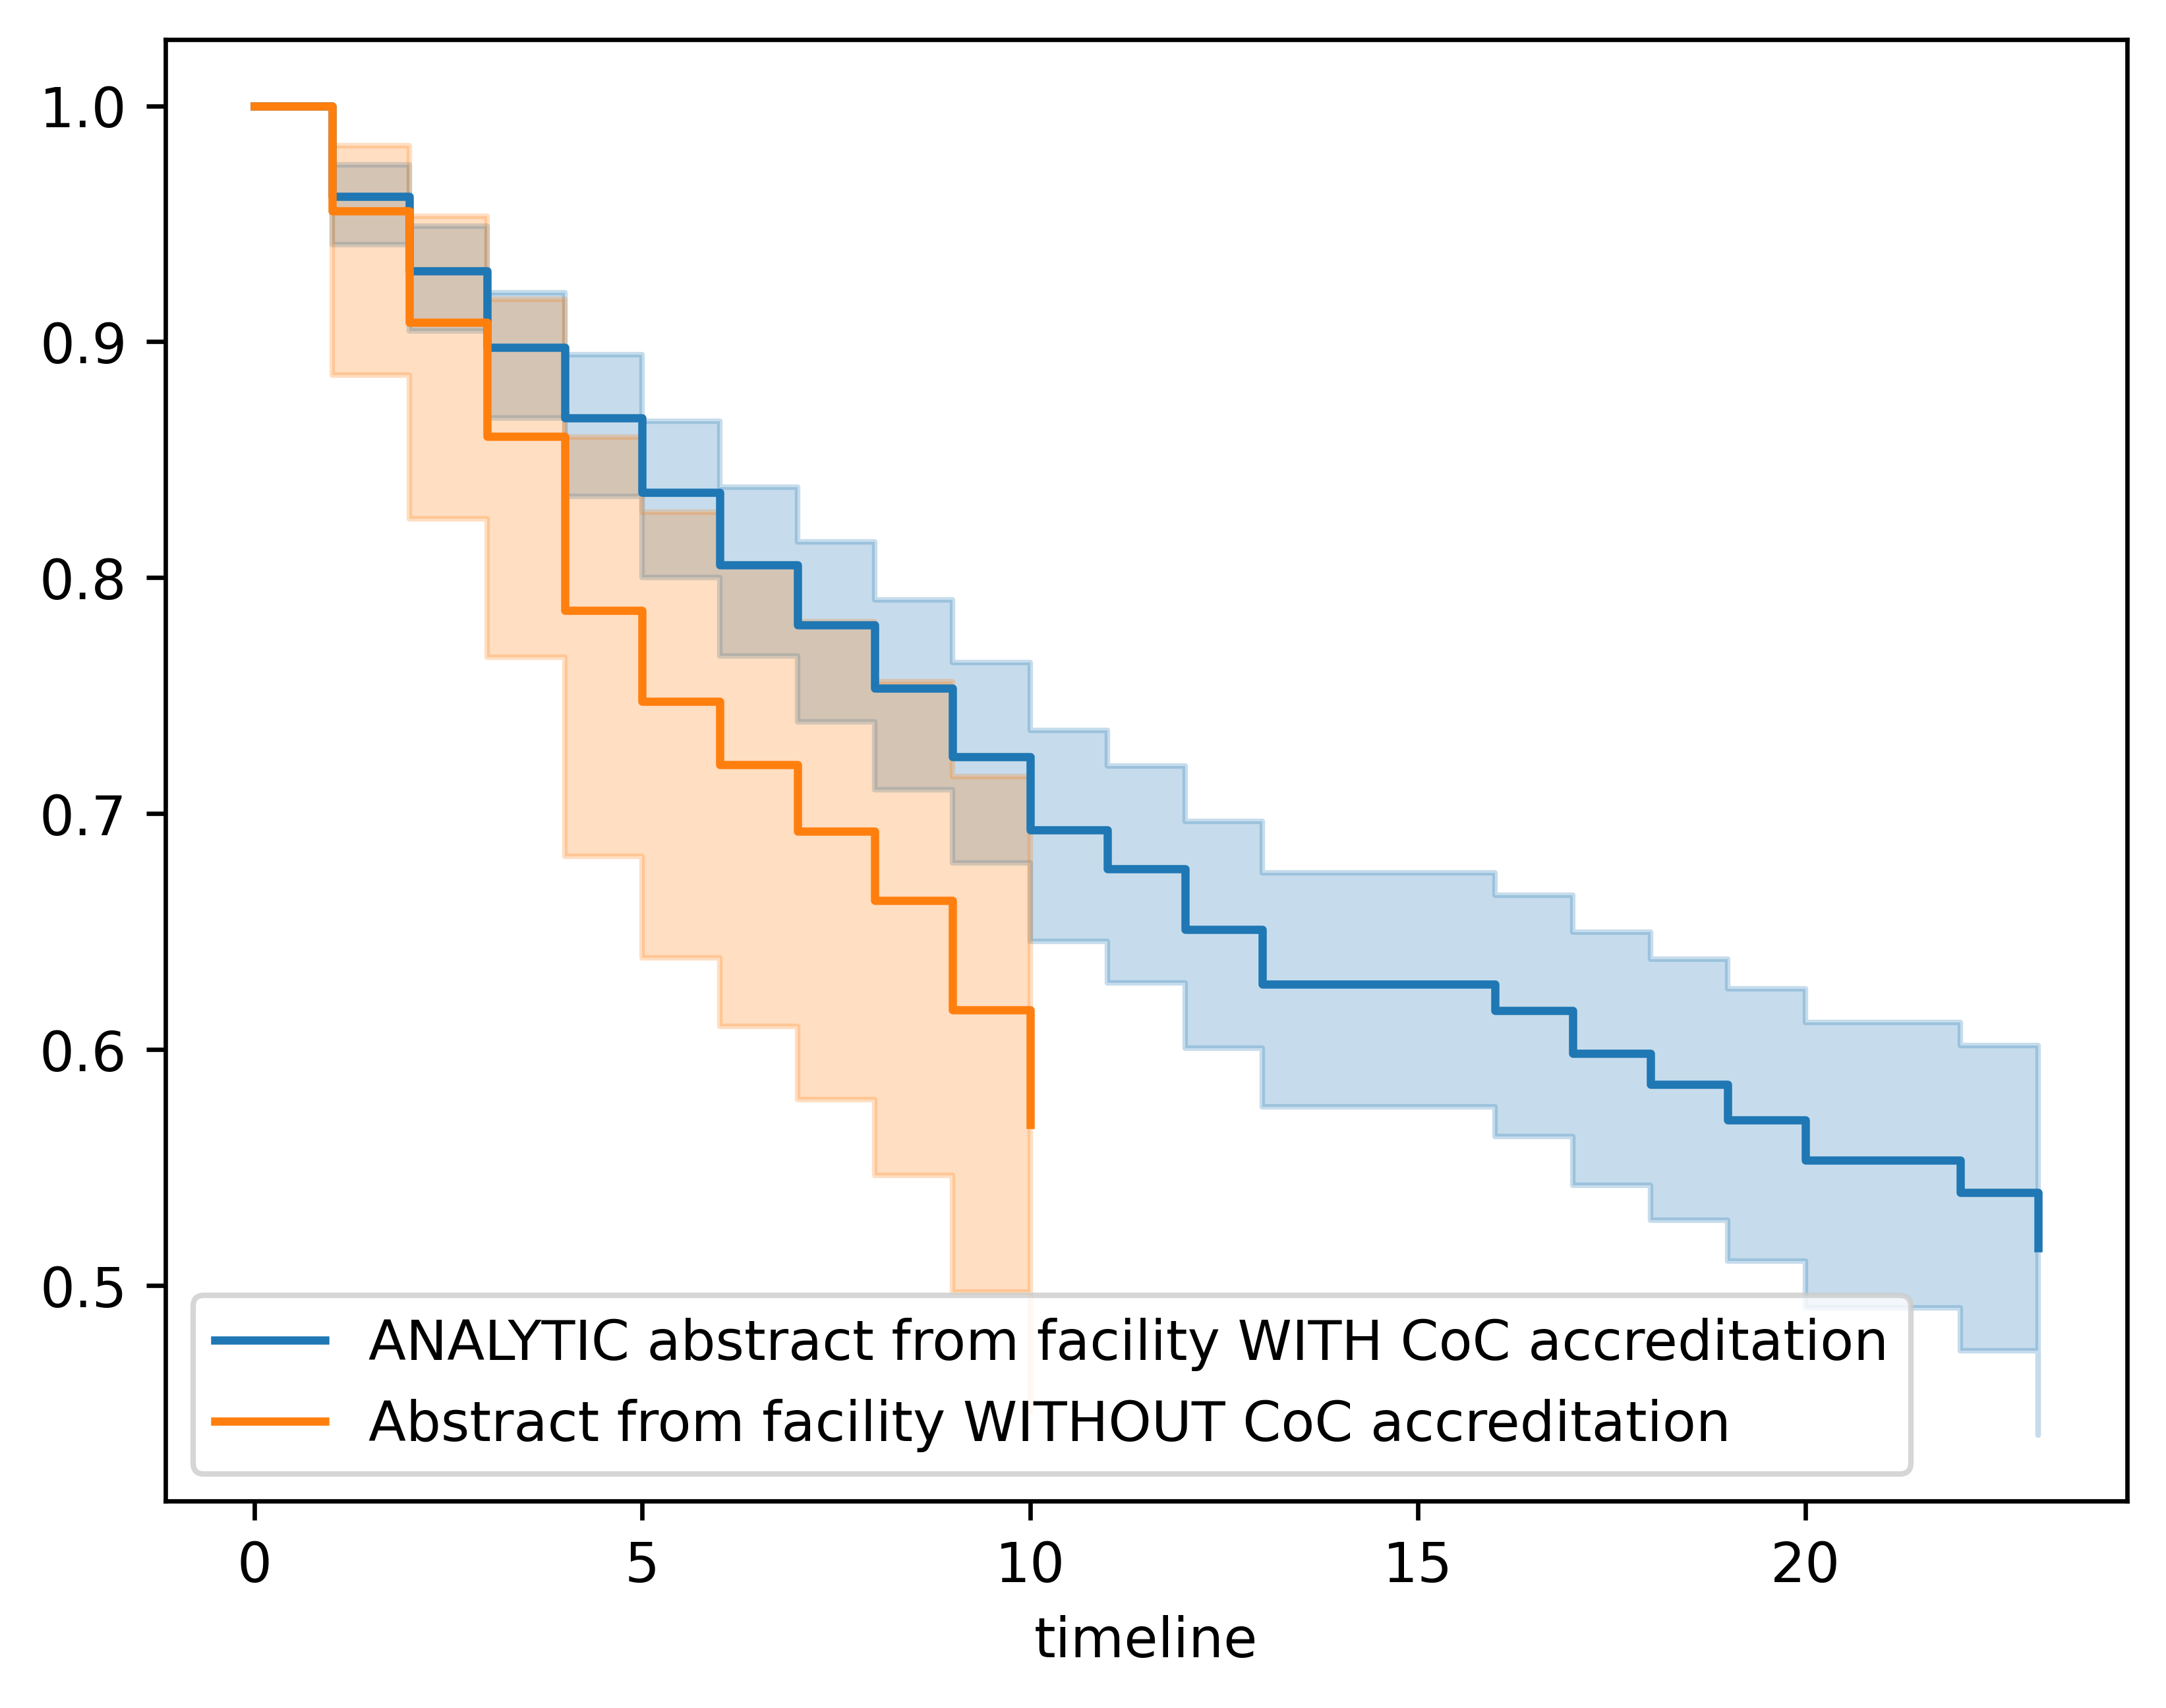 1.0
0.9
0.8
0.7
0.6
0.5
ANALYTIC abstract from facility WITH CoC accreditation
Abstract from facility WITHOUT CoC accreditation
0 5 10 15 20
timeline